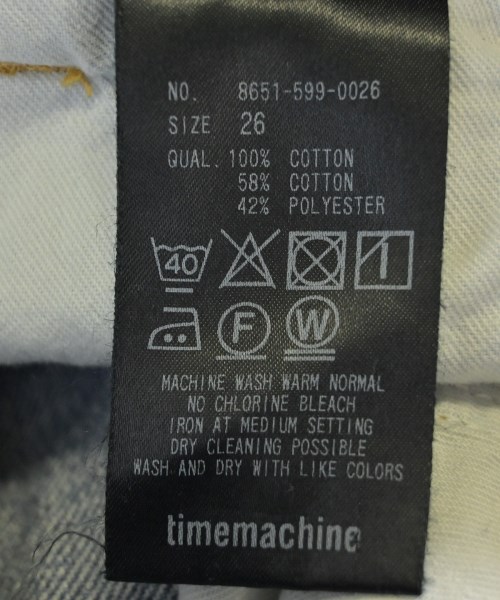 NO. 8651-599-0026
SIZE 26
QUAL. 100% COTTON
58% COTTON
42% POLYESTER
40
F W
MACHINE WASH WARM NORMAL
NO CHLORINE BLEACH
IRON AT MEDIUM SETTING
DRY CLEANING POSSIBLE
WASH AND DRY WITH LIKE COLORS
timemachine